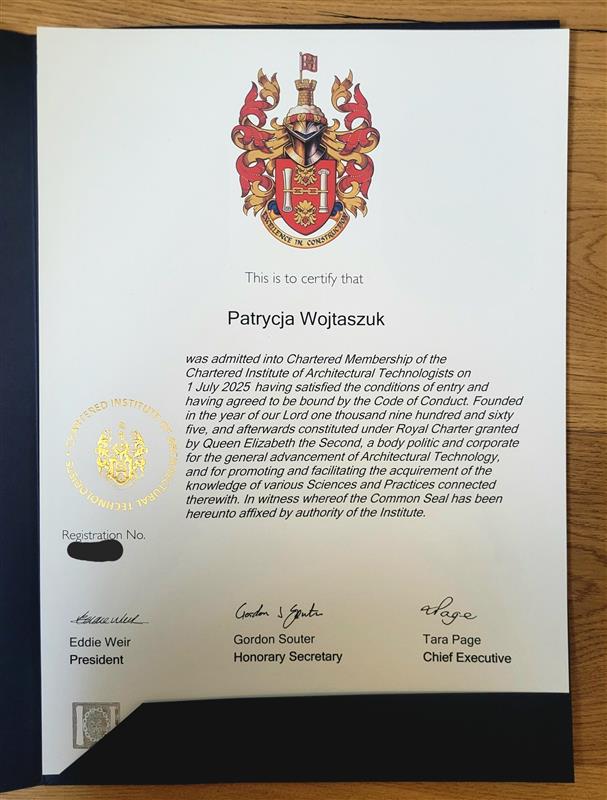 EXCELLENCE IN CONSTRUCTION
This is to certify that
Patrycja Wojtaszuk
was admitted into Chartered Membership of the
Chartered Institute of Architectural Technologists on
1 July 2025 having satisfied the conditions of entry and
having agreed to be bound by the Code of Conduct. Founded
in the year of our Lord one thousand nine hundred and sixty
five, and afterwards constituted under Royal Charter granted
by Queen Elizabeth the Second, a body politic and corporate
for the general advancement of Architectural Technology,
and for promoting and facilitating the acquirement of the
knowledge of various Sciences and Practices connected
therewith. In witness whereof the Common Seal has been
hereunto affixed by authority of the Institute.
CHARTERED INSTITUTE OF ARCHITECTURAL TECHNOLOGISTS
Registration No.
Eddie Weir
Gordon J Souter
TPage
Eddie Weir
Gordon Souter
Tara Page
President
Honorary Secretary
Chief Executive